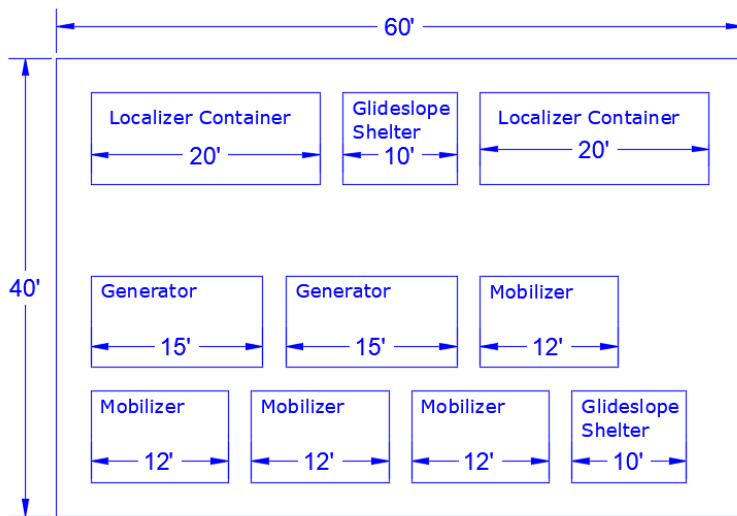 60'
Localizer Container
20'
Glideslope
Shelter
10'
Localizer Container
20'
40'
Generator
15'
Generator
15'
Mobilizer
12'
Mobilizer
12'
Mobilizer
12'
Mobilizer
12'
Glideslope
Shelter
10'